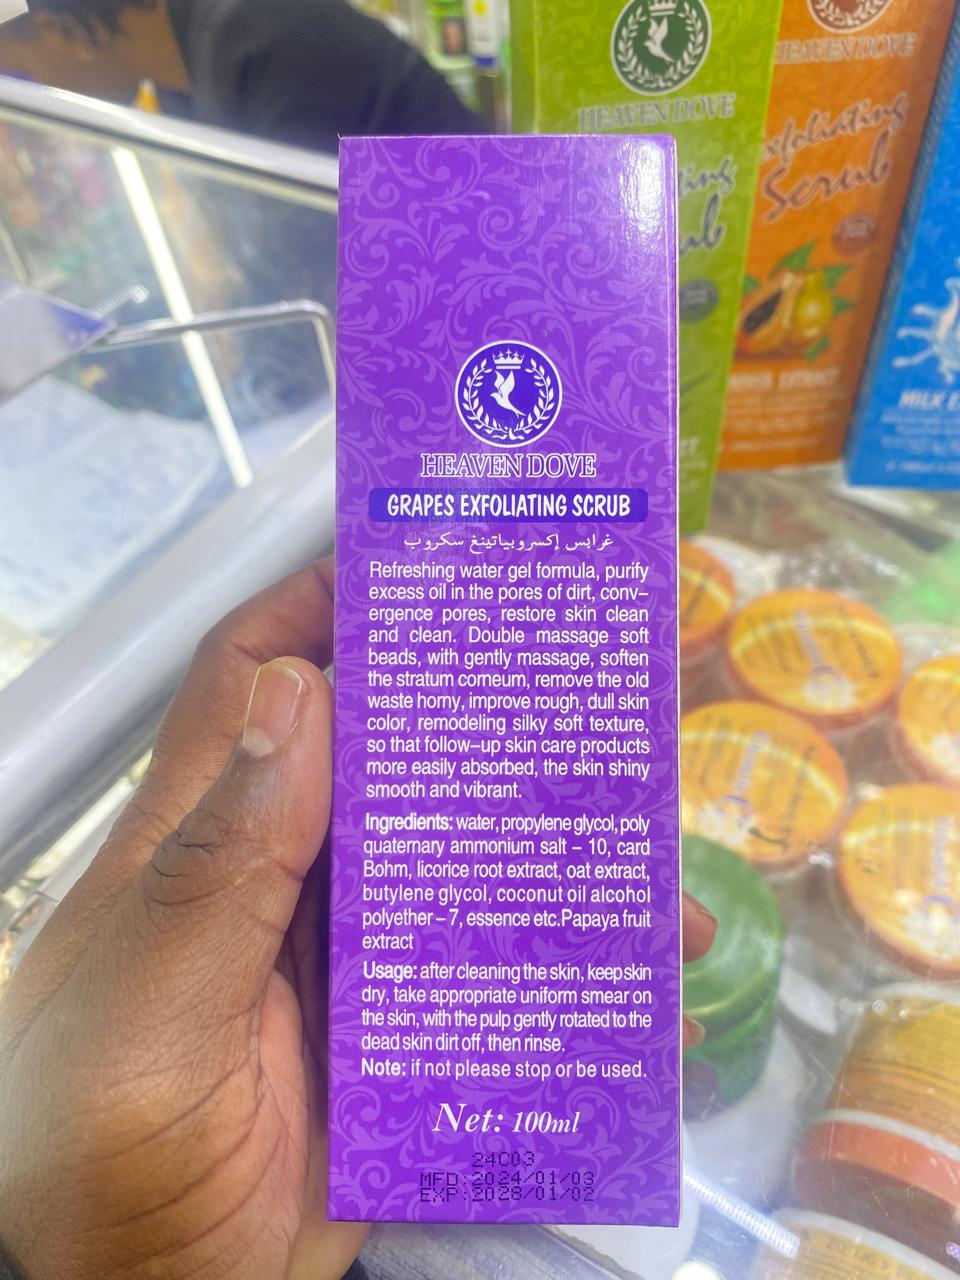 HEAVEN DOVE
GRAPES EXFOLIATING SCRUB
غرابس إكسروبياتينغ سكروب
Refreshing water gel formula, purify
excess oil in the pores of dirt, conv-
ergence pores, restore skin clean
and clean. Double massage soft
beads, with gently massage, soften
the stratum corneum, remove the old
waste horny, improve rough, dull skin
color, remodeling silky soft texture,
so that follow-up skin care products
more easily absorbed, the skin shiny
smooth and vibrant.
Ingredients: water, propylene glycol, poly
quaternary ammonium salt - 10, card
Bohm, licorice root extract, oat extract,
butylene glycol, coconut oil alcohol
polyether - 7, essence etc.Papaya fruit
extract
Usage: after cleaning the skin, keep skin
dry, take appropriate uniform smear on
the skin, with the pulp gently rotated to the
dead skin dirt off, then rinse.
Note: if not please stop or be used.
Net: 100ml
24C03
MFD:2024/01/03
EXP:2028/01/02
HEAVEN DOVE
HEAVEN DOVE
Exfoliating
Scrub
EXTRACT
MILK